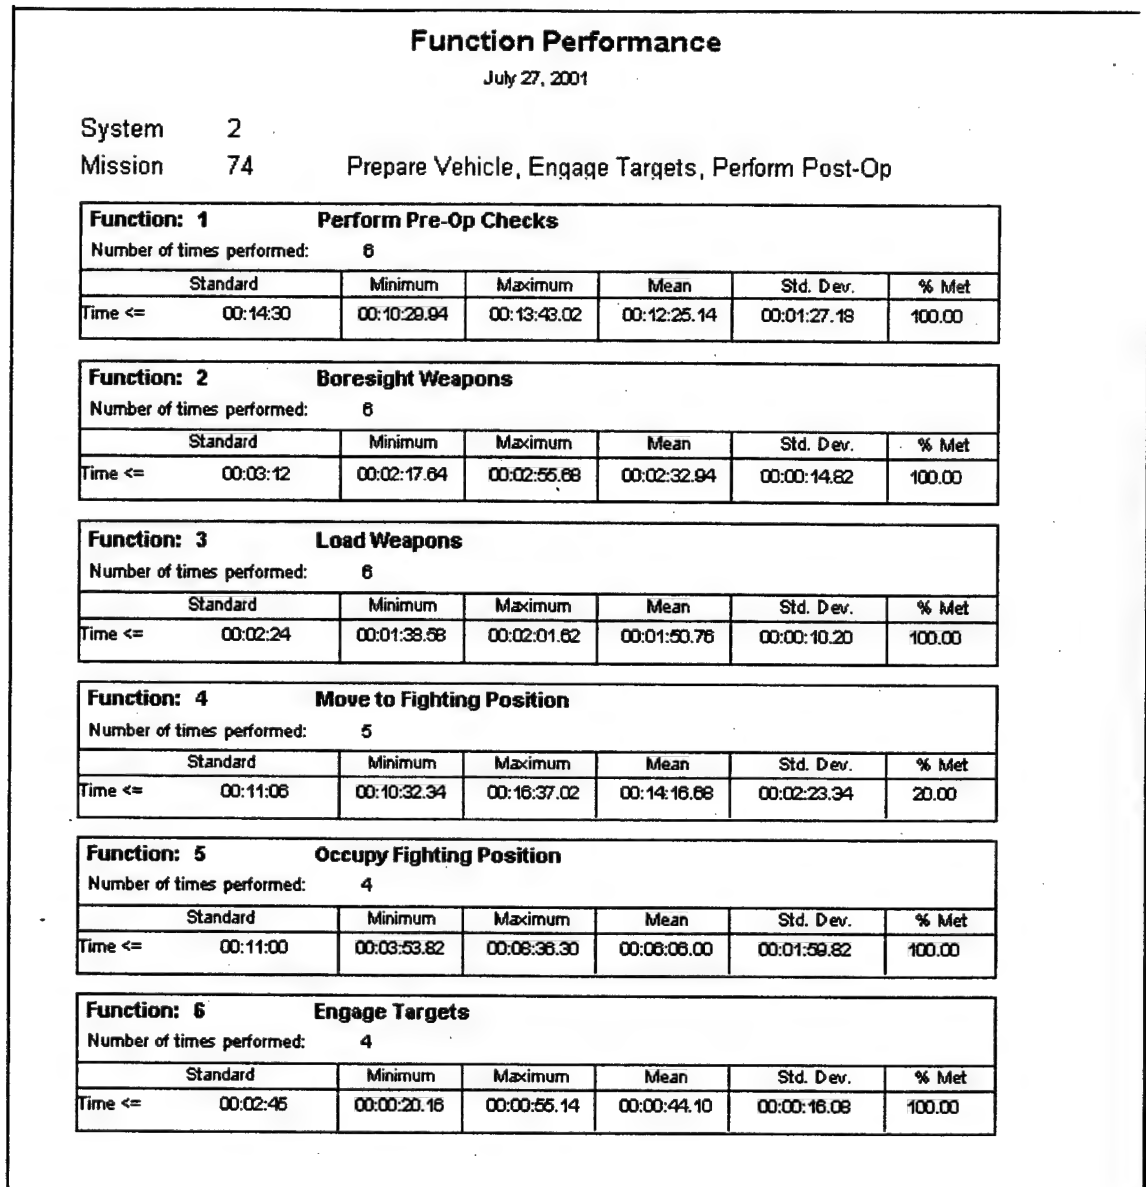 Function Performance
July 27, 2001
System 2
Mission 74 Prepare Vehicle, Engage Targets, Perform Post-Op
Function: 1 Perform Pre-Op Checks
Number of times performed: 6
Standard Minimum Maximum Mean Std. Dev. % Met
Time <= 00:14:30 00:10:29.94 00:13:43.02 00:12:25.14 00:01:27.18 100.00
Function: 2 Boresight Weapons
Number of times performed: 6
Standard Minimum Maximum Mean Std. Dev. % Met
Time <= 00:03:12 00:02:17.64 00:02:55.68 00:02:32.94 00:00:14.82 100.00
Function: 3 Load Weapons
Number of times performed: 6
Standard Minimum Maximum Mean Std. Dev. % Met
Time <= 00:02:24 00:01:38.58 00:02:01.62 00:01:50.76 00:00:10.20 100.00
Function: 4 Move to Fighting Position
Number of times performed: 5
Standard Minimum Maximum Mean Std. Dev. % Met
Time <= 00:11:06 00:10:32.34 00:16:37.02 00:14:16.68 00:02:23.34 20.00
Function: 5 Occupy Fighting Position
Number of times performed: 4
Standard Minimum Maximum Mean Std. Dev. % Met
Time <= 00:11:00 00:03:53.82 00:08:36.30 00:06:06.00 00:01:59.82 100.00
Function: 6 Engage Targets
Number of times performed: 4
Standard Minimum Maximum Mean Std. Dev. % Met
Time <= 00:02:45 00:00:20.16 00:00:55.14 00:00:44.10 00:00:16.08 100.00